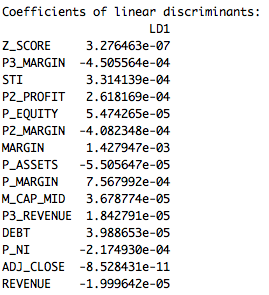 Coefficients of linear discriminants:
LD1
Z_SCORE 3.276463e-07
P3_MARGIN -4.505564e-04
STI 3.314139e-04
P2_PROFIT 2.618169e-04
P_EQUITY 5.474265e-05
P2_MARGIN -4.082348e-04
MARGIN 1.427947e-03
P_ASSETS -5.505647e-05
P_MARGIN 7.567992e-04
M_CAP_MID 3.678774e-05
P3_REVENUE 1.842791e-05
DEBT 3.988653e-05
P_NI -2.174930e-04
ADJ_CLOSE -8.528431e-11
REVENUE -1.999642e-05